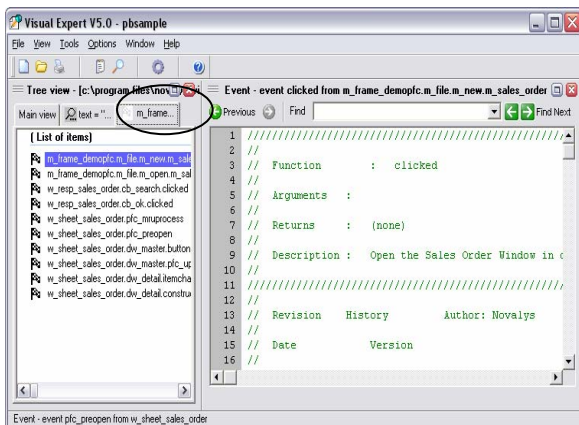 Visual Expert V5.0 - pbsample
File View Tools Options Window Help
Tree view - [c:\program files\nov
Event - event clicked from m_frame_demopfc.m_file.m_new.m_sales_order
Main view text = "... m_frame...
Previous Find Find Next
( List of items)
m_frame_demopfc.m_file.m_new.m_sale
m_frame_demopfc.m_file.m_open.m_sal
w_resp_sales_order.cb_search.clicked
w_resp_sales_order.cb_ok.clicked
w_sheet_sales_order.pfc_mruprocess
w_sheet_sales_order.pfc_preopen
w_sheet_sales_order.dw_master.button
w_sheet_sales_order.dw_master.pfc_up
w_sheet_sales_order.dw_detail.itemcha
w_sheet_sales_order.dw_detail.constru
1 ////////////////////////////////////////////////////
2 //
3 // Function : clicked
4 //
5 // Arguments :
6 //
7 // Returns : (none)
8 //
9 // Description : Open the Sales Order Window in
10 //
11 ////////////////////////////////////////////////////
12 //
13 // Revision History Author: Novalys
14 //
15 // Date Version
16 //
Event - event pfc_preopen from w_sheet_sales_order